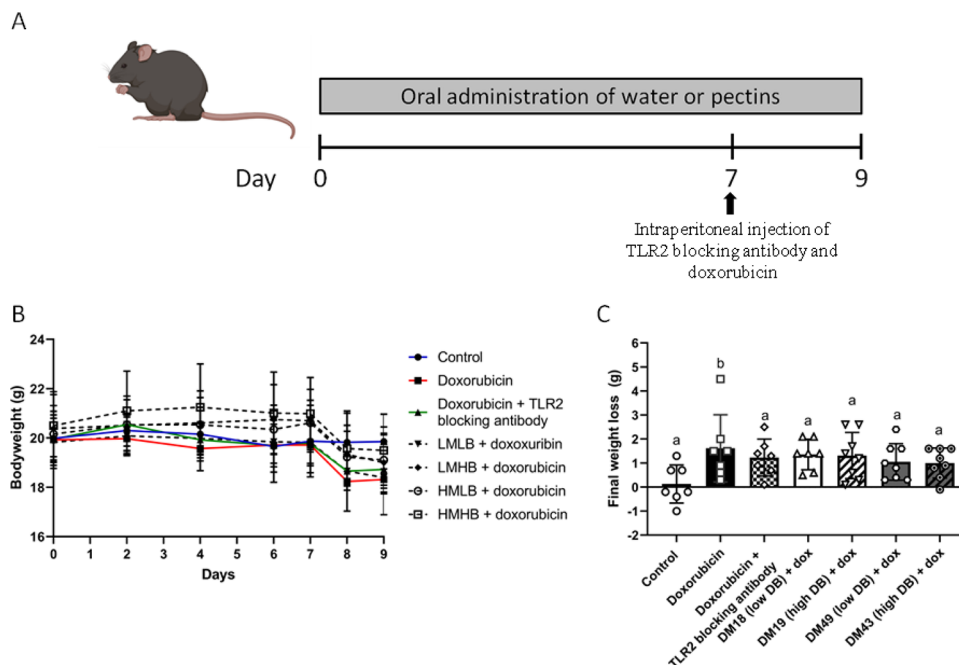 A
Oral administration of water or pectins
Day
0
7
9
Intraperitoneal injection of
TLR2 blocking antibody and
doxorubicin
B
Bodyweight (g)
24
22
20
18
16
0 1 2 3 4 5 6 7 8 9
Days
Control
Doxorubicin
Doxorubicin + TLR2
blocking antibody
LMLB + doxoxuribin
LMHB + doxorubicin
HMLB + doxorubicin
HMHB + doxorubicin
C
Final weight loss (g)
6
5
4
3
2
1
0
-1
-2
a
b
a
a
a
a
a
Control
Doxorubicin
Doxorubicin +
TLR2 blocking antibody
DM18 (low DB) + dox
DM19 (high DB) + dox
DM49 (low DB) + dox
DM43 (high DB) + dox